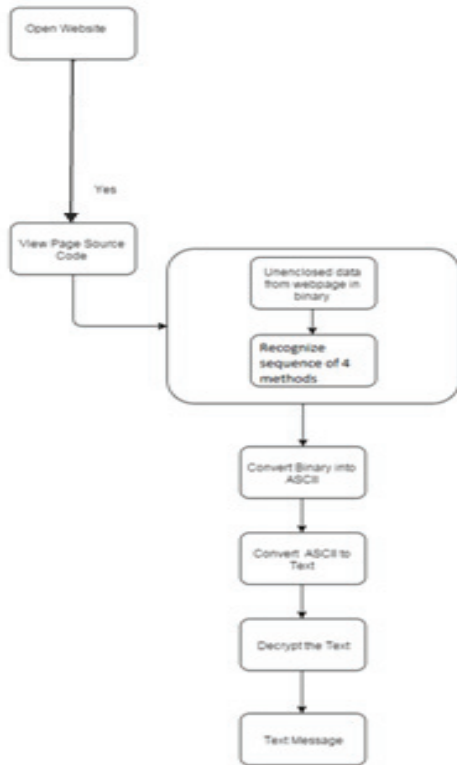 Open Website
Yes
View Page Source
Code
Unenclosed data
from webpage in
binary
Recognize
sequence of 4
methods
Convert Binary into
ASCII
Convert ASCII to
Text
Decrypt the Text
Text Message